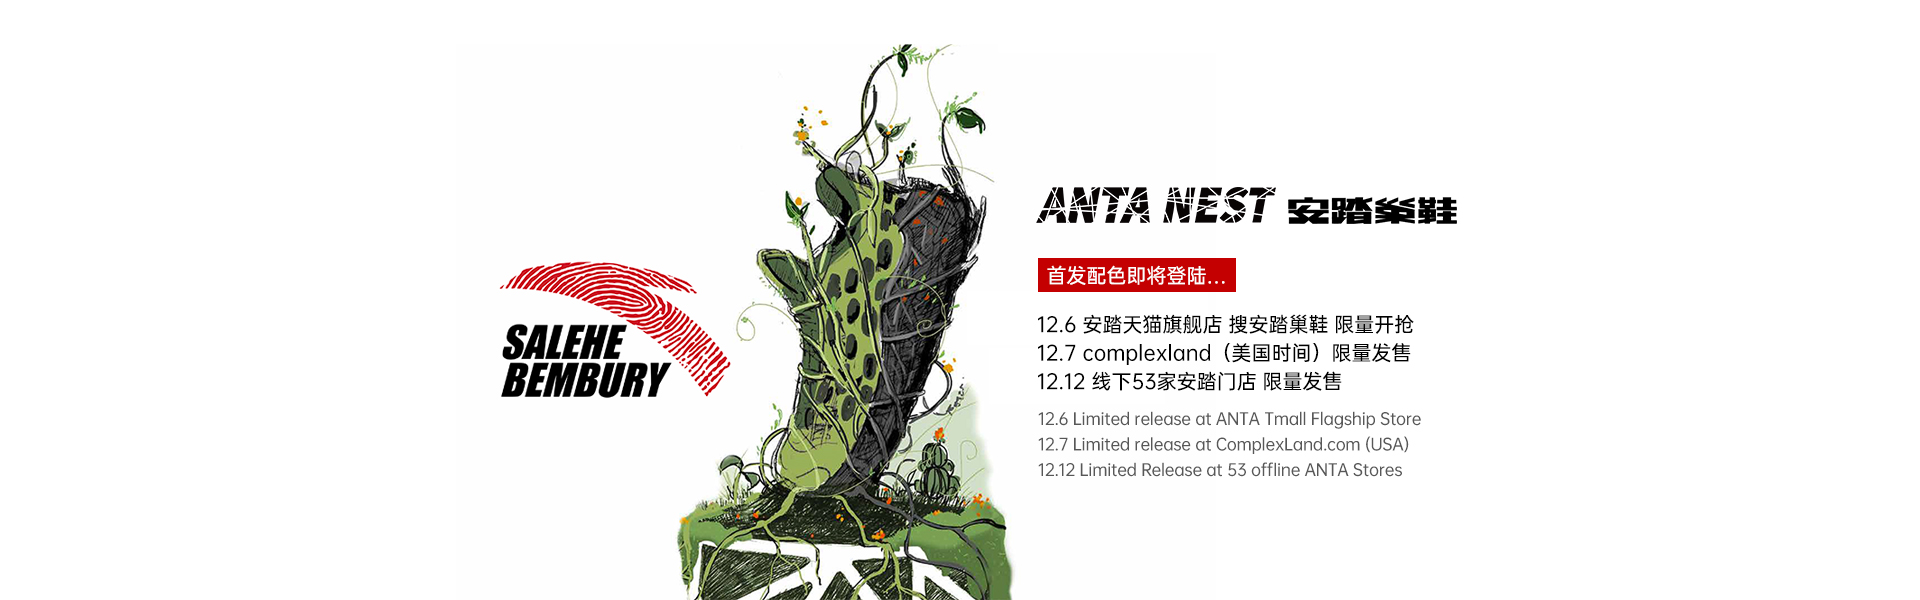 SALEHE
BEMBURY
ANTA NEST 安踏巢鞋
首发配色即将登陆...
12.6 安踏天猫旗舰店 搜安踏巢鞋 限量开抢
12.7 complexland（美国时间）限量发售
12.12 线下53家安踏门店 限量发售
12.6 Limited release at ANTA Tmall Flagship Store
12.7 Limited release at ComplexLand.com (USA)
12.12 Limited Release at 53 offline ANTA Stores